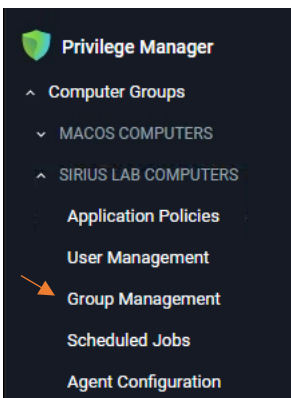 Privilege Manager
Computer Groups
MACOS COMPUTERS
SIRIUS LAB COMPUTERS
Application Policies
User Management
Group Management
Scheduled Jobs
Agent Configuration